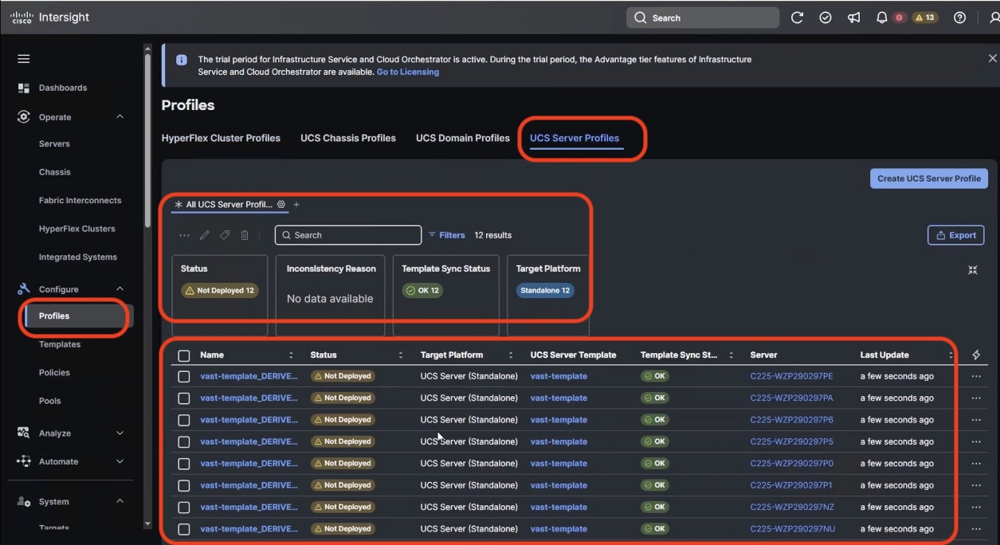 cisco Intersight
Search
13
The trial period for Infrastructure Service and Cloud Orchestrator is active. During the trial period, the Advantage tier features of Infrastructure
Service and Cloud Orchestrator are available. Go to Licensing
Dashboards
Operate
Servers
Chassis
Fabric Interconnects
HyperFlex Clusters
Integrated Systems
Configure
Profiles
Templates
Policies
Pools
Analyze
Automate
System
Targets
Profiles
HyperFlex Cluster Profiles UCS Chassis Profiles UCS Domain Profiles UCS Server Profiles
Create UCS Server Profile
All UCS Server Profil... +
Search Filters 12 results Export
Status Inconsistency Reason Template Sync Status Target Platform
Not Deployed 12 No data available OK 12 Standalone 12
Name Status Target Platform UCS Server Template Template Sync St... Server Last Update
vast-template_DERIVE... Not Deployed UCS Server (Standalone) vast-template OK C225-WZP290297PE a few seconds ago
vast-template_DERIVE... Not Deployed UCS Server (Standalone) vast-template OK C225-WZP290297PA a few seconds ago
vast-template_DERIVE... Not Deployed UCS Server (Standalone) vast-template OK C225-WZP290297P6 a few seconds ago
vast-template_DERIVE... Not Deployed UCS Server (Standalone) vast-template OK C225-WZP290297P5 a few seconds ago
vast-template_DERIVE... Not Deployed UCS Server (Standalone) vast-template OK C225-WZP290297P0 a few seconds ago
vast-template_DERIVE... Not Deployed UCS Server (Standalone) vast-template OK C225-WZP290297P1 a few seconds ago
vast-template_DERIVE... Not Deployed UCS Server (Standalone) vast-template OK C225-WZP290297NZ a few seconds ago
vast-template_DERIVE... Not Deployed UCS Server (Standalone) vast-template OK C225-WZP290297NU a few seconds ago